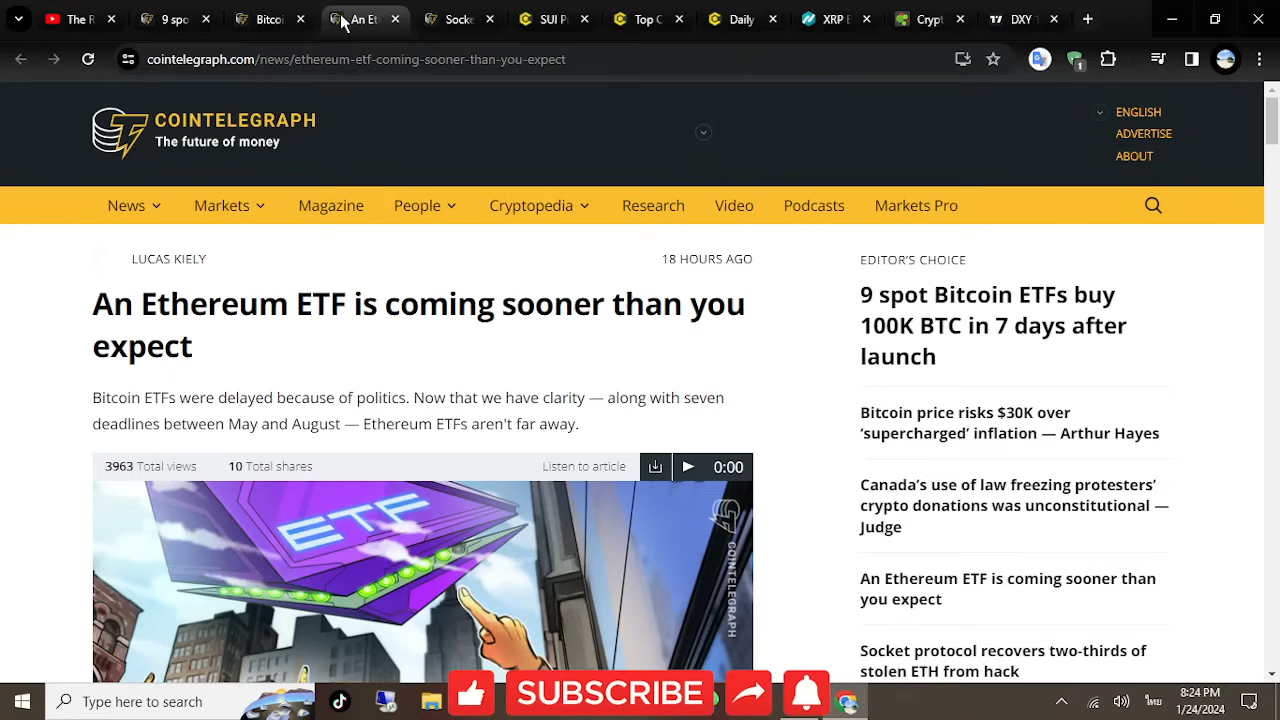 The R
9 spo
Bitcoi
An Et
Socke
SUI P
Top C
Daily
XRP E
Crypt
DXY 1
cointelegraph.com/news/ethereum-etf-coming-sooner-than-you-expect
1
COINTELEGRAPH
The future of money
ENGLISH
ADVERTISE
ABOUT
News
Markets
Magazine
People
Cryptopedia
Research
Video
Podcasts
Markets Pro
LUCAS KIELY
18 HOURS AGO
An Ethereum ETF is coming sooner than you
expect
Bitcoin ETFs were delayed because of politics. Now that we have clarity — along with seven
deadlines between May and August — Ethereum ETFs aren't far away.
3963 Total views
10 Total shares
Listen to article
0:00
ETF
COINTELEGRAPH
EDITOR'S CHOICE
9 spot Bitcoin ETFs buy
100K BTC in 7 days after
launch
Bitcoin price risks $30K over
‘supercharged’ inflation — Arthur Hayes
Canada’s use of law freezing protesters’
crypto donations was unconstitutional —
Judge
An Ethereum ETF is coming sooner than
you expect
Socket protocol recovers two-thirds of
stolen ETH from hack
SUBSCRIBE
Type here to search
8:24 PM
1/24/2024